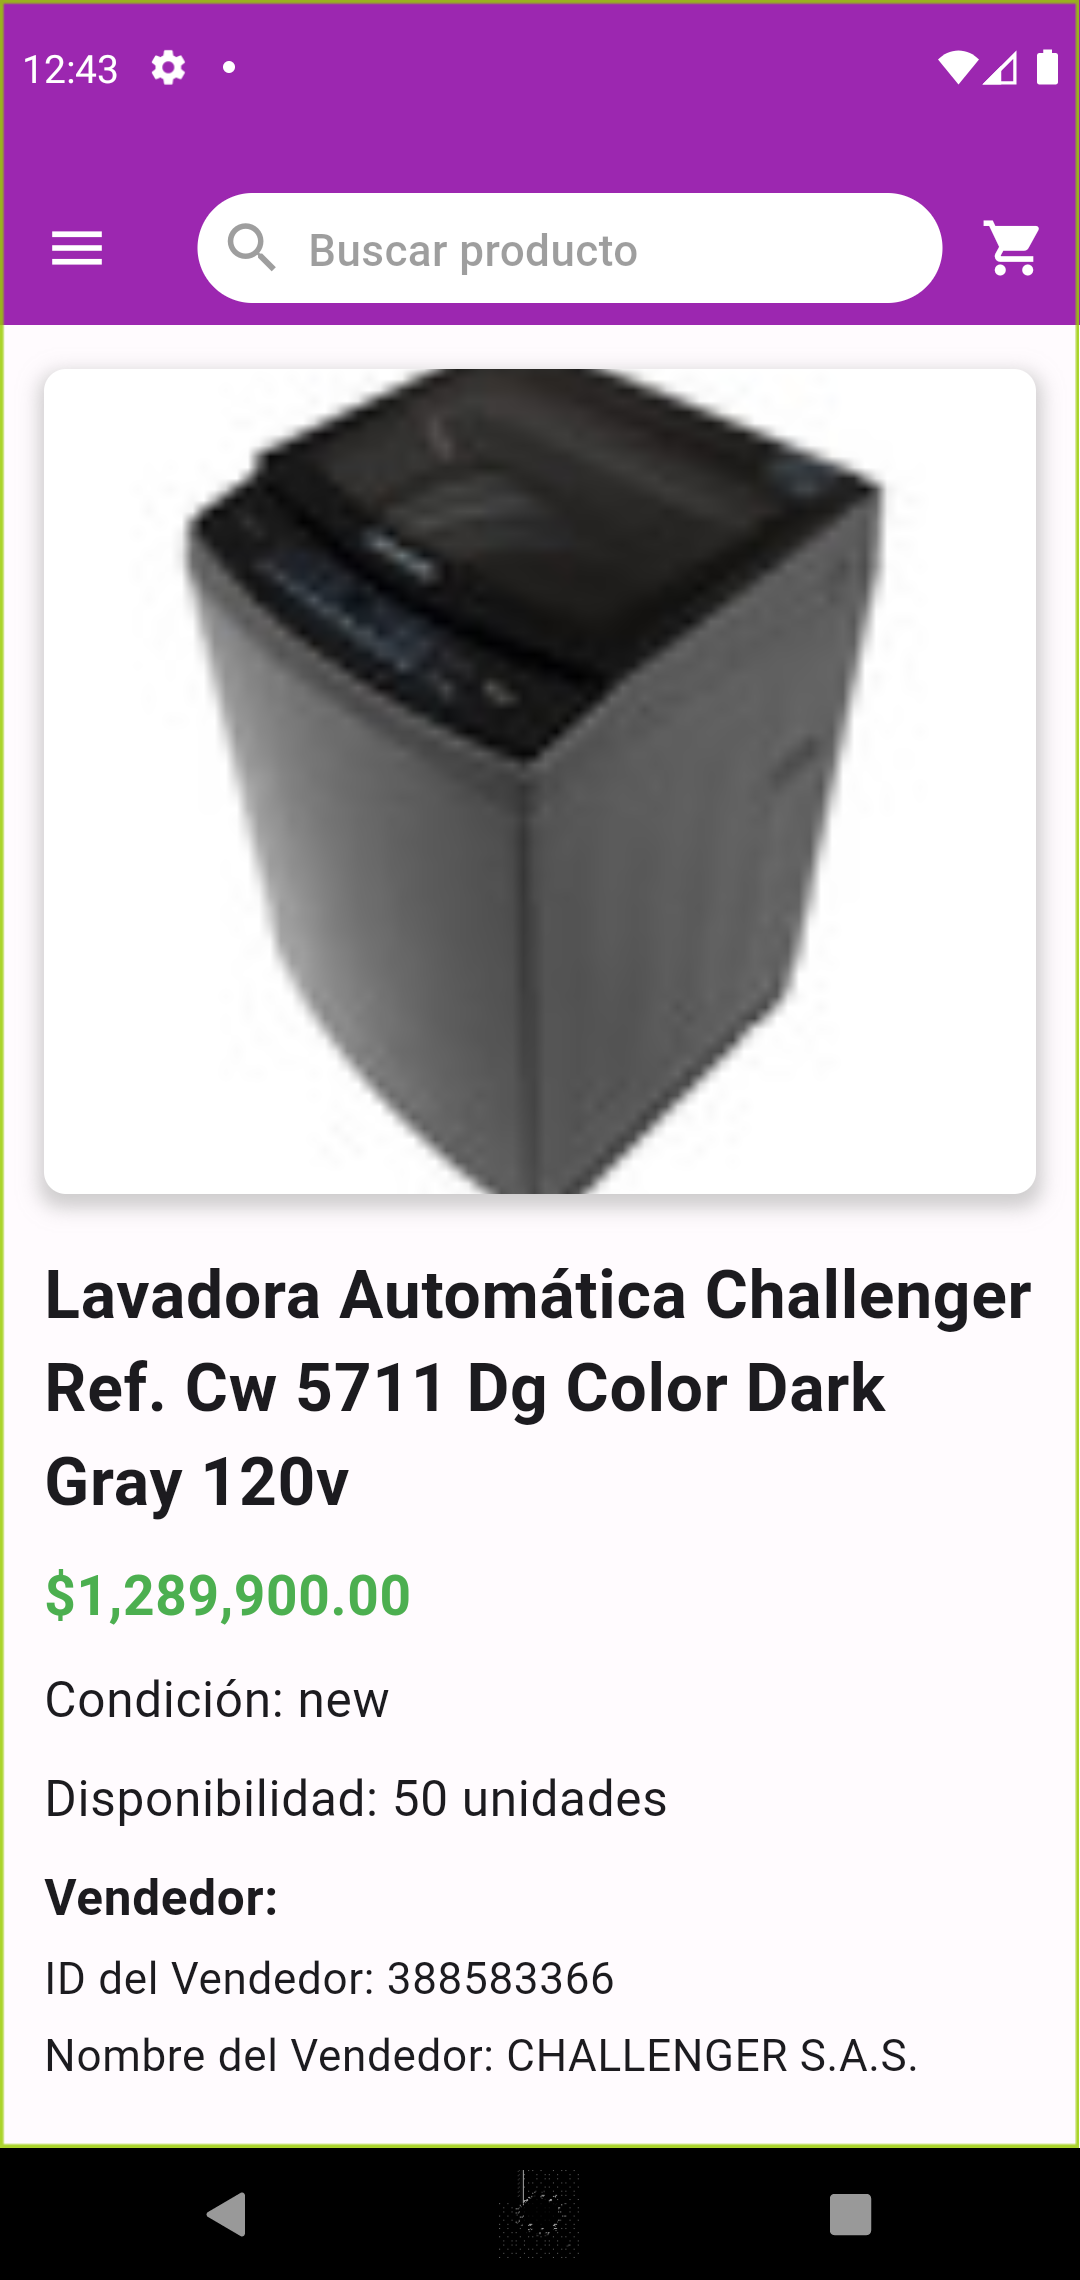 12:43
Buscar producto
Lavadora Automática Challenger
Ref. Cw 5711 Dg Color Dark
Gray 120v
$1,289,900.00
Condición: new
Disponibilidad: 50 unidades
Vendedor:
ID del Vendedor: 388583366
Nombre del Vendedor: CHALLENGER S.A.S.